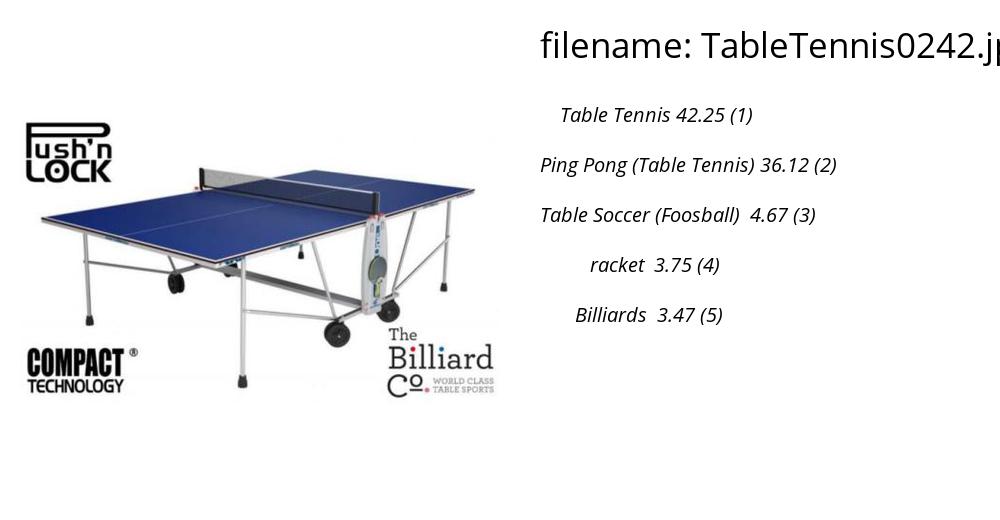 filename: TableTennis0242.jp
Table Tennis 42.25 (1)
Ping Pong (Table Tennis) 36.12 (2)
Table Soccer (Foosball)  4.67 (3)
racket  3.75 (4)
Billiards  3.47 (5)
Push'n
LOCK
COMPACT ®
TECHNOLOGY
The
Billiard
Co. WORLD CLASS
TABLE SPORTS